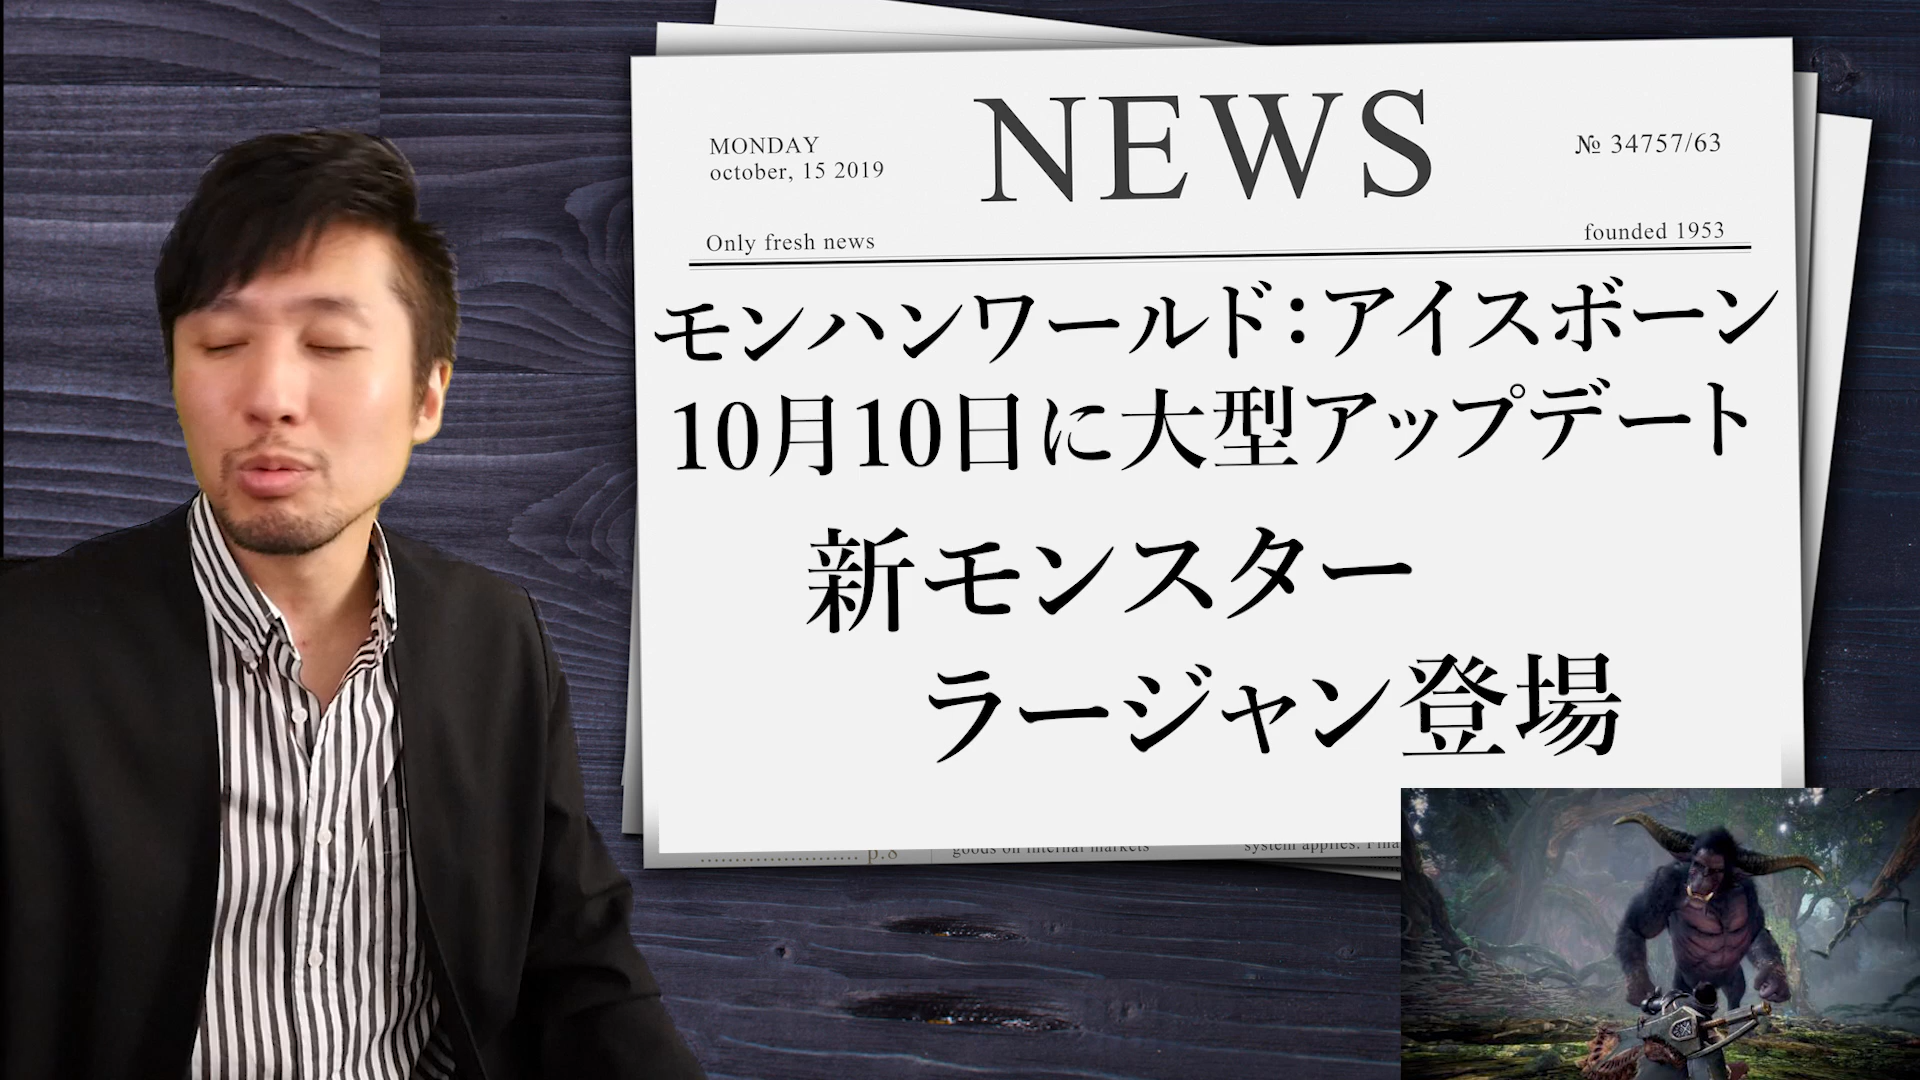 NEWS
MONDAY
october, 15 2019
№ 34757/63
Only fresh news
founded 1953
モンハンワールド：アイスボーン
10月10日に大型アップデート
新モンスター
ラージャン登場
p.8
goods on internal markets
system applies.